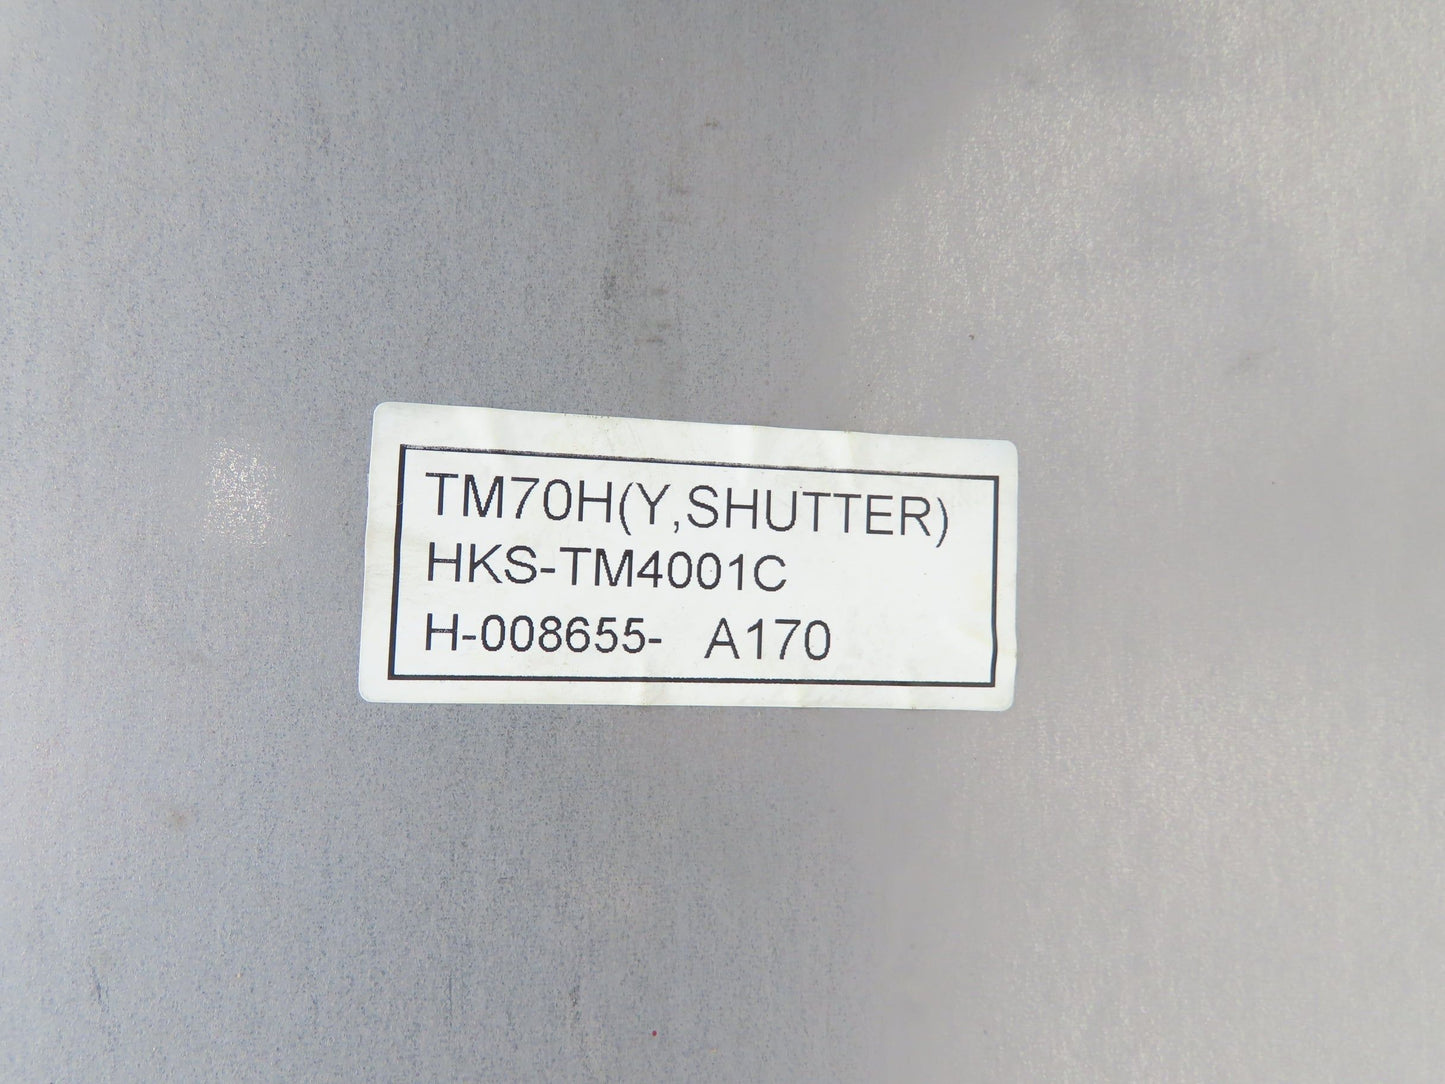 TM70H(Y,SHUTTER)
HKS-TM4001C
H-008655- A170